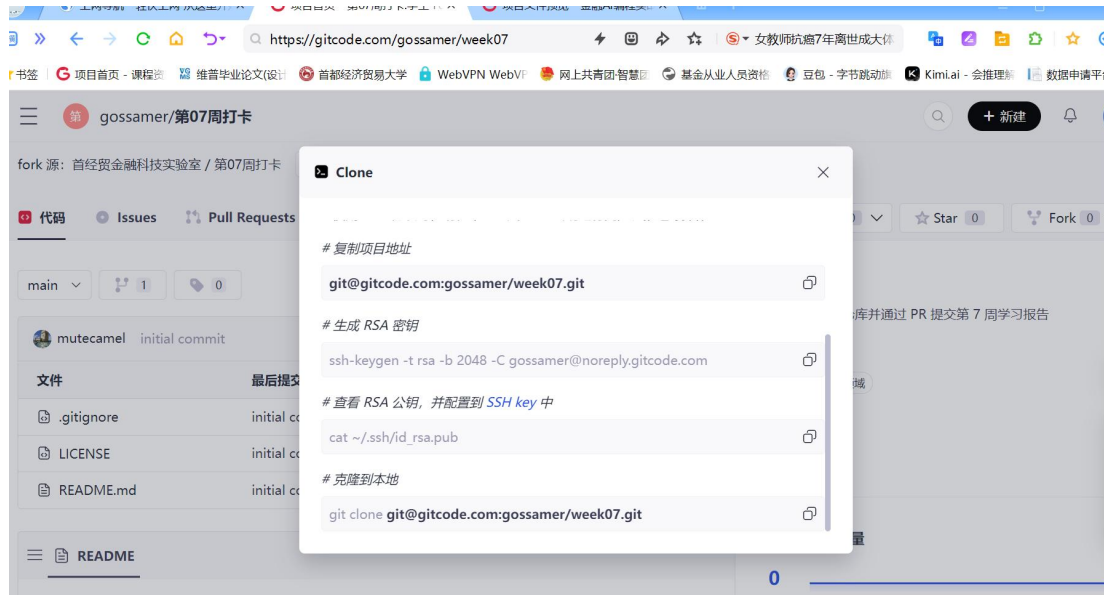 https://gitcode.com/gossamer/week07
女教师抗癌7年离世成大体
书签
项目首页 - 课程资
维普毕业论文(设计
首都经济贸易大学
WebVPN WebVP
网上共青团·智慧团
基金从业人员资格
豆包 - 字节跳动旗
Kimi.ai - 会推理解
数据申请平台
第 gossamer/第07周打卡
+ 新建
fork 源：首经贸金融科技实验室 / 第07周打卡
Clone
代码
Issues
Pull Requests
Star 0
Fork 0
# 复制项目地址
git@gitcode.com:gossamer/week07.git
main
1
0
库并通过 PR 提交第 7 周学习报告
# 生成 RSA 密钥
mutecamel initial commit
ssh-keygen -t rsa -b 2048 -C gossamer@noreply.gitcode.com
文件
最后提交
# 查看 RSA 公钥，并配置到 SSH key 中
.gitignore
initial co
cat ~/.ssh/id_rsa.pub
LICENSE
initial co
# 克隆到本地
README.md
initial co
git clone git@gitcode.com:gossamer/week07.git
README
量
0